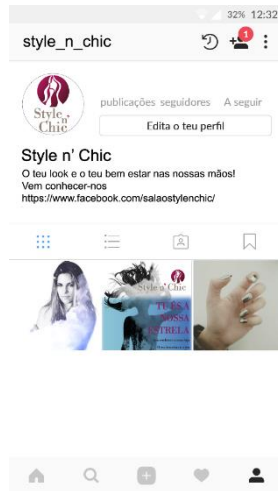 32% 12:32
style_n_chic
1
Style
n'
Chic
publicações seguidores A seguir
Edita o teu perfil
Style n' Chic
O teu look e o teu bem estar nas nossas mãos!
Vem conhecer-nos
https://www.facebook.com/salaostylenchic/
Style n' Chic
TU ÉS A
NOSSA
ESTRELA